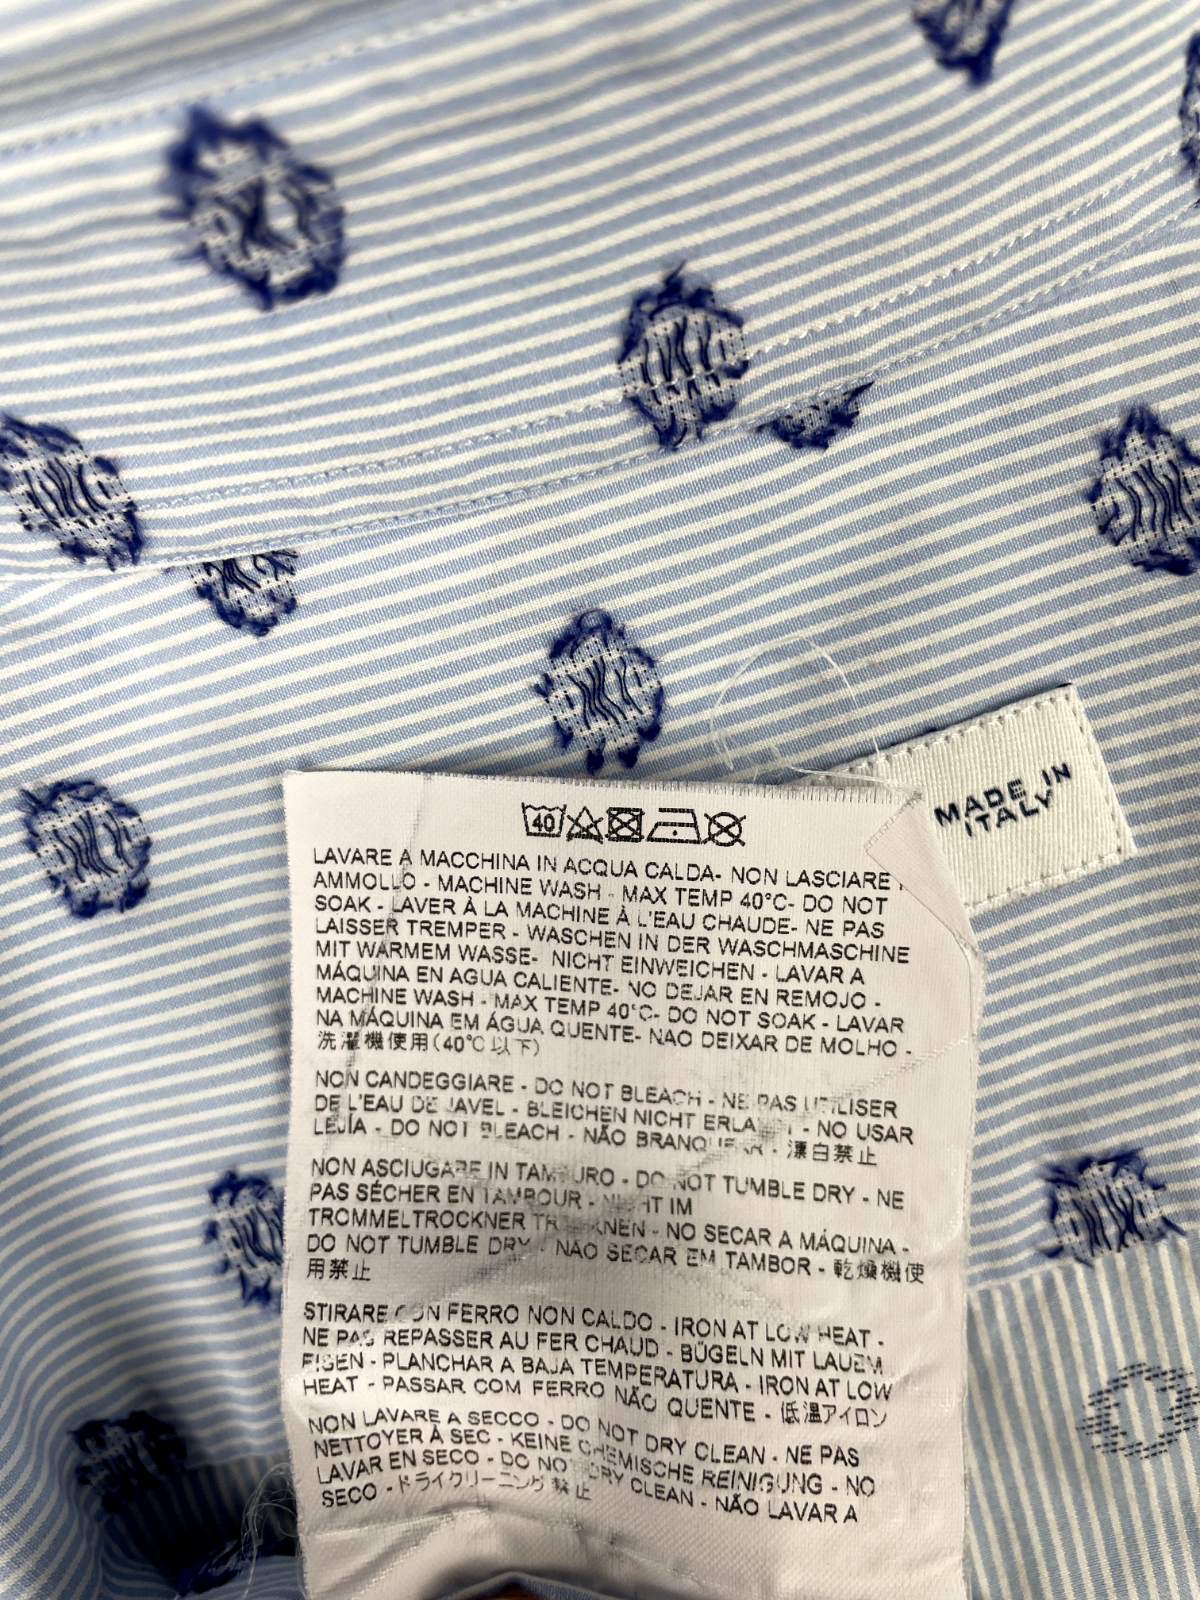 MADE IN
ITALY
40
LAVARE A MACCHINA IN ACQUA CALDA- NON LASCIARE
AMMOLLO - MACHINE WASH - MAX TEMP 40°C- DO NOT
SOAK - LAVER À LA MACHINE À L'EAU CHAUDE- NE PAS
LAISSER TREMPER - WASCHEN IN DER WASCHMASCHINE
MIT WARMEM WASSE- NICHT EINWEICHEN - LAVAR A
MÁQUINA EN AGUA CALIENTE- NO DEJAR EN REMOJO -
MACHINE WASH - MAX TEMP 40°C- DO NOT SOAK - LAVAR
NA MÁQUINA EM ÁGUA QUENTE- NAO DEIXAR DE MOLHO -
洗濯機使用(40°C以下)
NON CANDEGGIARE - DO NOT BLEACH - NE PAS UTILISER
DE L'EAU DE JAVEL - BLEICHEN NICHT - NO USAR
LEJÍA - DO NOT BLEACH - NÃO - 漂白禁止
NON ASCIUGARE IN TAMBURO - DO NOT TUMBLE DRY - NE
PAS SÉCHER EN TAMBOUR - NICHT IM
TROMMELTROCKNER - NO SECAR A MÁQUINA -
DO NOT TUMBLE DRY - NÃO SECAR EM TAMBOR - 乾燥機使
用禁止
STIRARE CON FERRO NON CALDO - IRON AT LOW HEAT -
NE PAS REPASSER AU FER CHAUD - BÜGELN MIT LAUEM
EISEN - PLANCHAR A BAJA TEMPERATURA - IRON AT LOW
HEAT - PASSAR COM FERRO NÃO QUENTE - 低温アイロン
NON LAVARE A SECCO - DO NOT DRY CLEAN - NE PAS
NETTOYER À SEC - KEINE CHEMISCHE REINIGUNG - NO
LAVAR EN SECO - DO NOT DRY CLEAN - NÃO LAVAR A
SECO - ドライクリーニング禁止